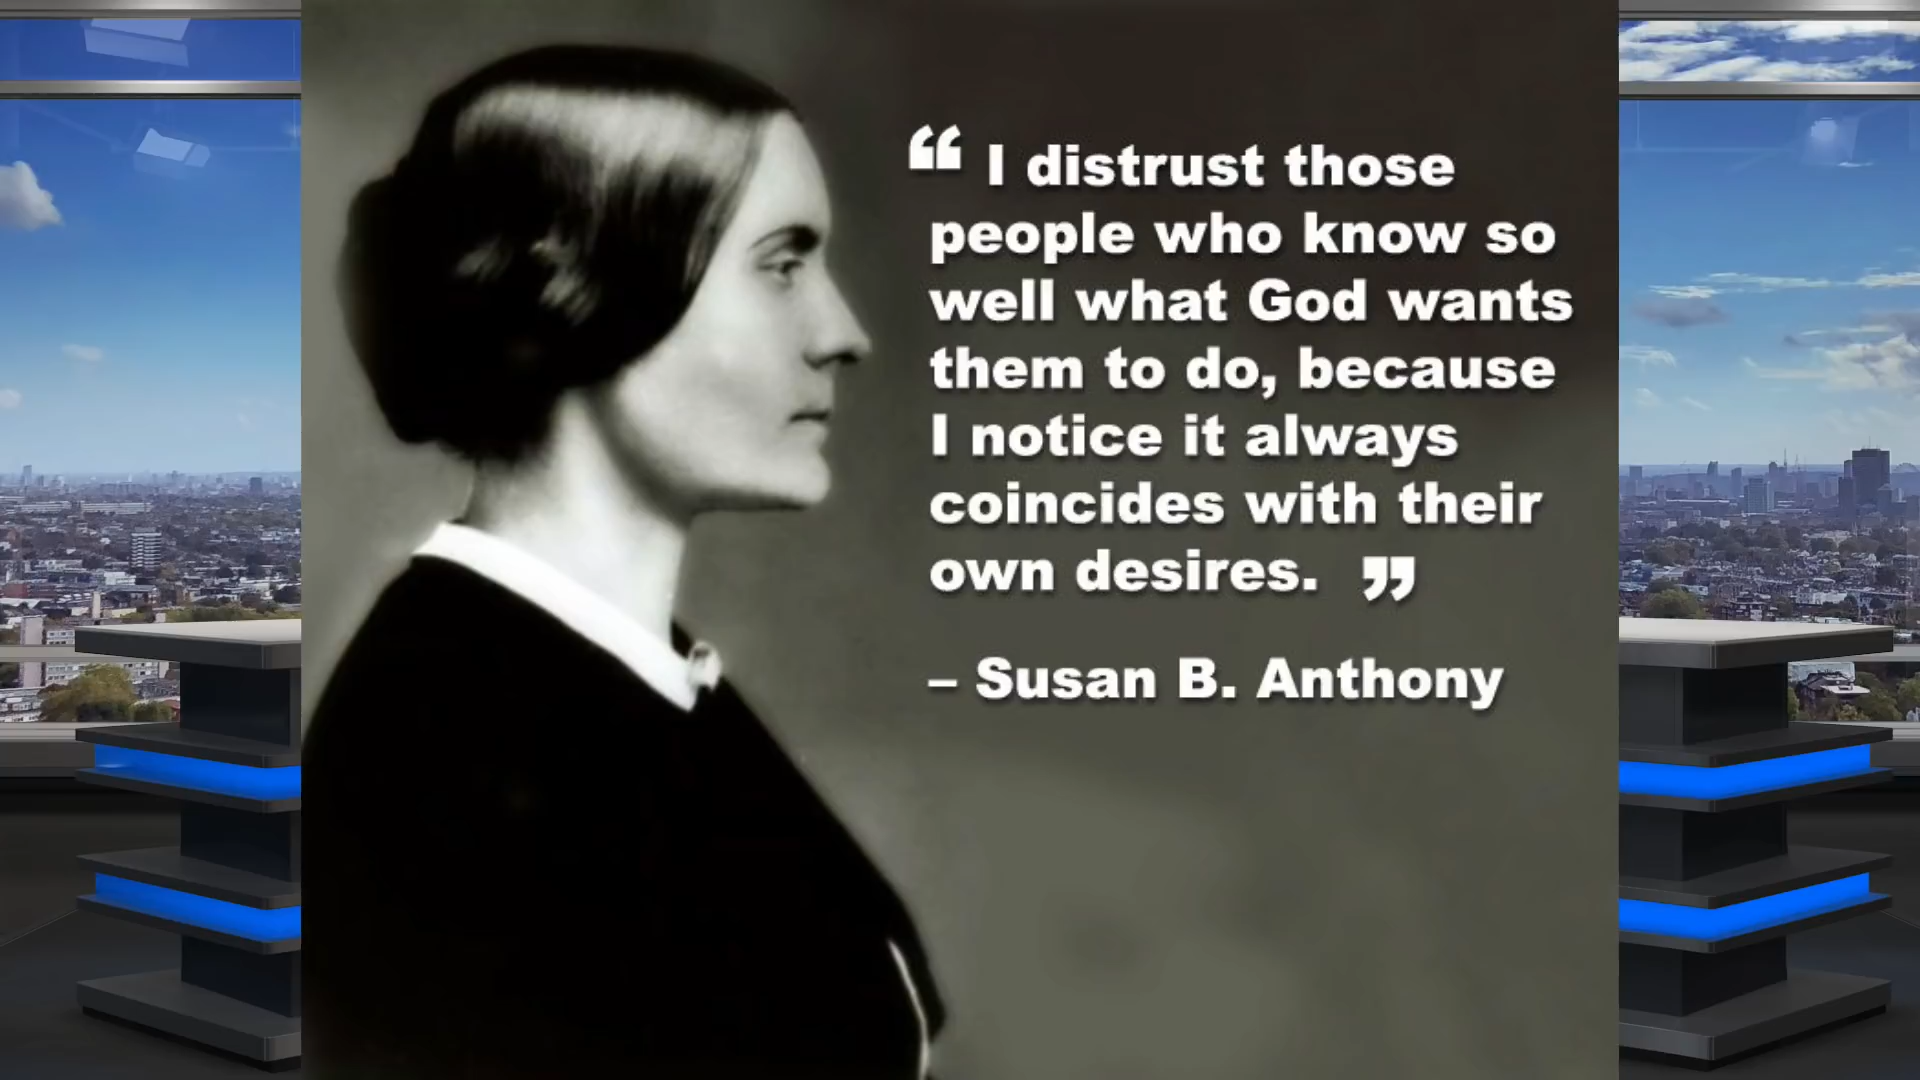 “ I distrust those
people who know so
well what God wants
them to do, because
I notice it always
coincides with their
own desires. ”
– Susan B. Anthony